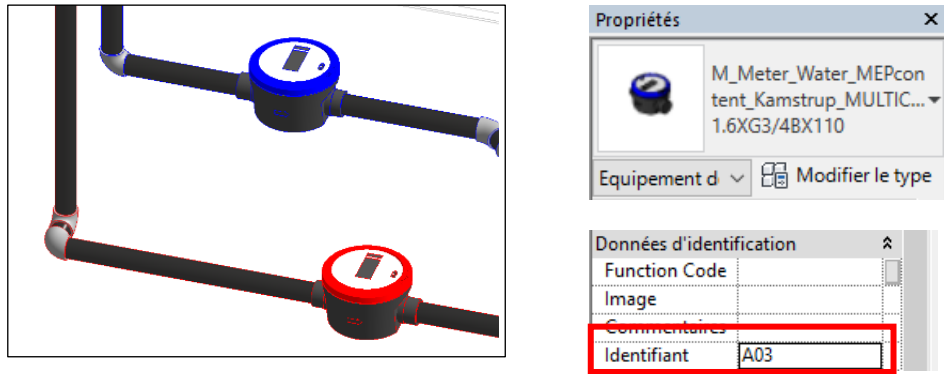 Propriétés
M_Meter_Water_MEPcon
tent_Kamstrup_MULTIC...
1.6XG3/4BX110
Equipement d
Modifier le type
Données d'identification
Function Code
Image
Commentaires
Identifiant A03